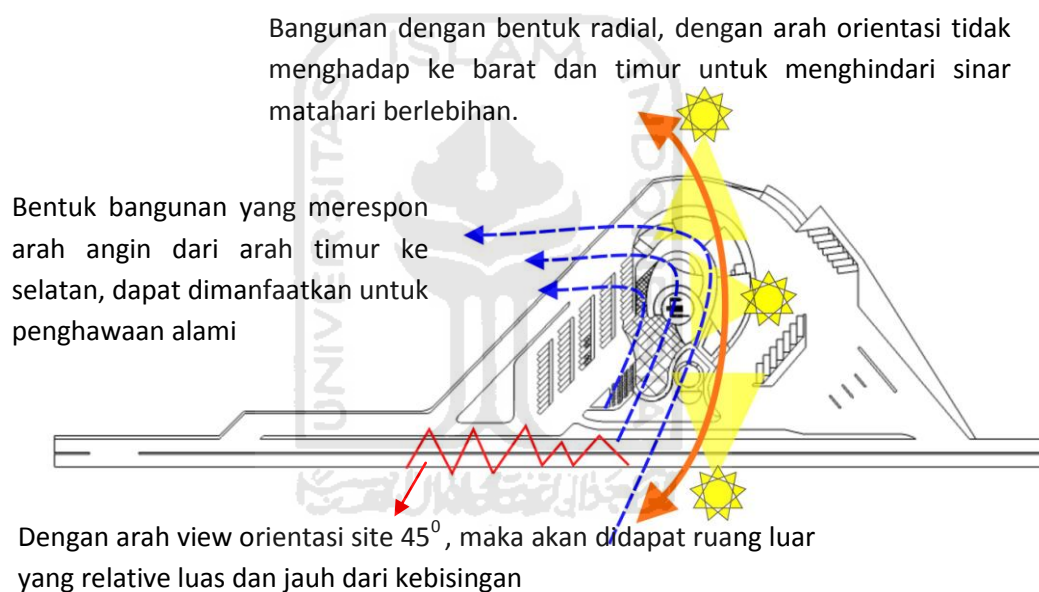 Bangunan dengan bentuk radial, dengan arah orientasi tidak
menghadap ke barat dan timur untuk menghindari sinar
matahari berlebihan.
Bentuk bangunan yang merespon
arah angin dari arah timur ke
selatan, dapat dimanfaatkan untuk
penghawaan alami
Dengan arah view orientasi site 45⁰, maka akan didapat ruang luar
yang relative luas dan jauh dari kebisingan
ISLAM
UNIVERSITAS